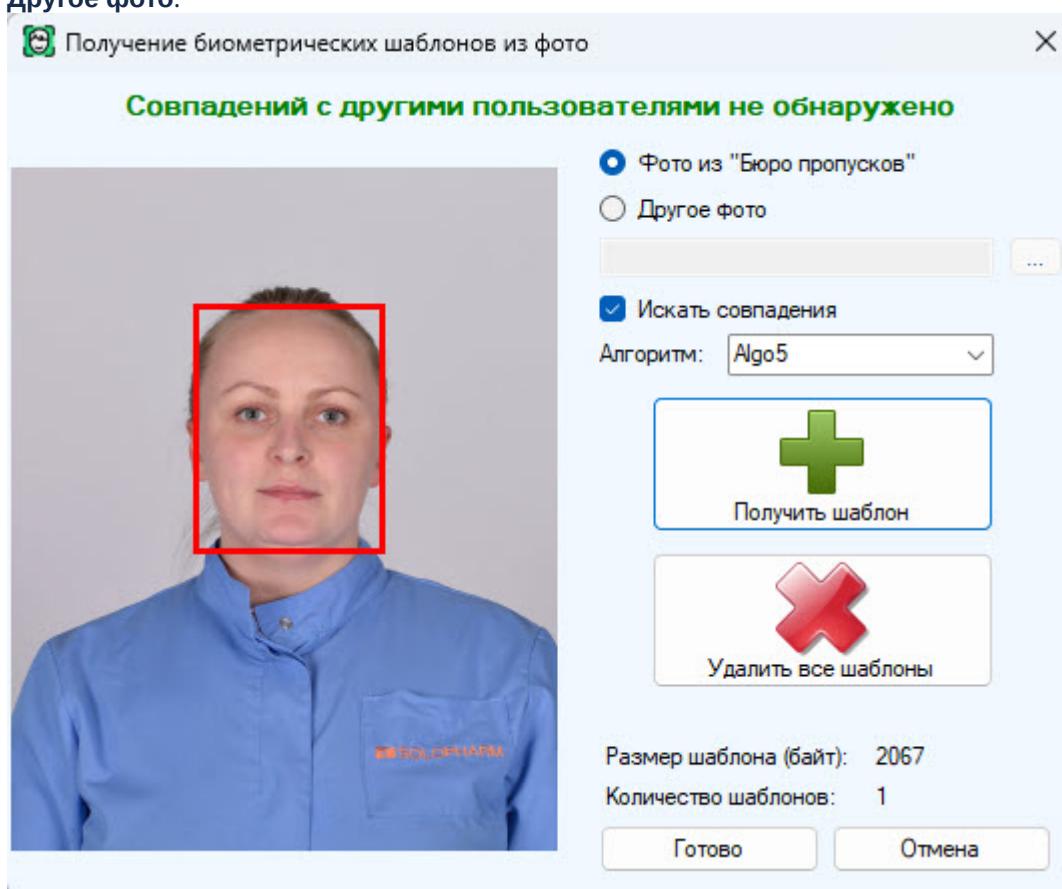 Другое фото.
Получение биометрических шаблонов из фото
Совпадений с другими пользователями не обнаружено
Фото из "Бюро пропусков"
Другое фото
...
Искать совпадения
Алгоритм: Algo5
Получить шаблон
Удалить все шаблоны
SOLOPHARM
Размер шаблона (байт): 2067
Количество шаблонов: 1
Готово Отмена